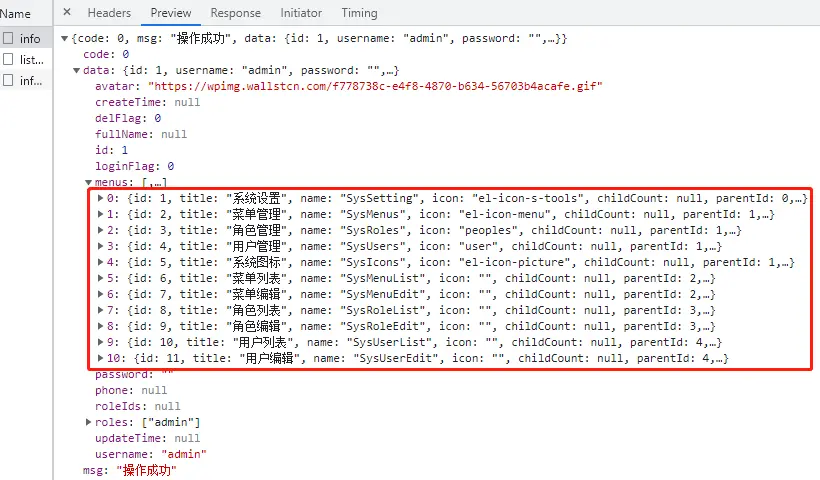 Name
× Headers Preview Response Initiator Timing
info
list...
inf...
▼{code: 0, msg: "操作成功", data: {id: 1, username: "admin", password: "",…}}
code: 0
▼data: {id: 1, username: "admin", password: "",…}
avatar: "https://wpimg.wallstcn.com/f778738c-e4f8-4870-b634-56703b4acafe.gif"
createTime: null
delFlag: 0
fullName: null
id: 1
loginFlag: 0
▼menus: [,…]
▶0: {id: 1, title: "系统设置", name: "SysSetting", icon: "el-icon-s-tools", childCount: null, parentId: 0,…}
▶1: {id: 2, title: "菜单管理", name: "SysMenus", icon: "el-icon-menu", childCount: null, parentId: 1,…}
▶2: {id: 3, title: "角色管理", name: "SysRoles", icon: "peoples", childCount: null, parentId: 1,…}
▶3: {id: 4, title: "用户管理", name: "SysUsers", icon: "user", childCount: null, parentId: 1,…}
▶4: {id: 5, title: "系统图标", name: "SysIcons", icon: "el-icon-picture", childCount: null, parentId: 1,…}
▶5: {id: 6, title: "菜单列表", name: "SysMenuList", icon: "", childCount: null, parentId: 2,…}
▶6: {id: 7, title: "菜单编辑", name: "SysMenuEdit", icon: "", childCount: null, parentId: 2,…}
▶7: {id: 8, title: "角色列表", name: "SysRoleList", icon: "", childCount: null, parentId: 3,…}
▶8: {id: 9, title: "角色编辑", name: "SysRoleEdit", icon: "", childCount: null, parentId: 3,…}
▶9: {id: 10, title: "用户列表", name: "SysUserList", icon: "", childCount: null, parentId: 4,…}
▶10: {id: 11, title: "用户编辑", name: "SysUserEdit", icon: "", childCount: null, parentId: 4,…}
password: ""
phone: null
roleIds: null
▶roles: ["admin"]
updateTime: null
username: "admin"
msg: "操作成功"